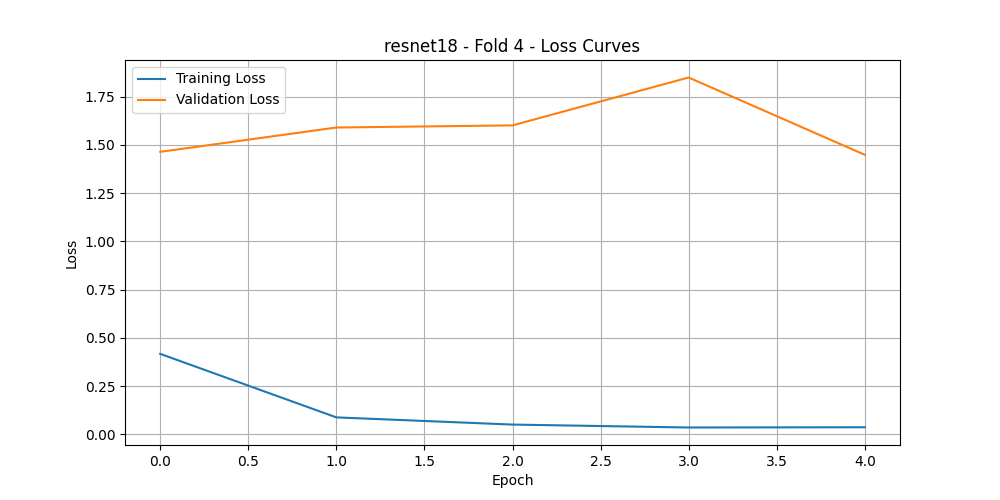 resnet18 - Fold 4 - Loss Curves
Training Loss
Validation Loss
Loss
1.75
1.50
1.25
1.00
0.75
0.50
0.25
0.00
0.0 0.5 1.0 1.5 2.0 2.5 3.0 3.5 4.0
Epoch